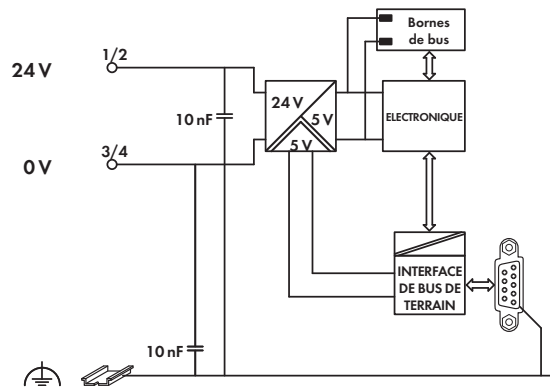 Bornes
de bus
24 V
1/2
24 V
5 V
5 V
10 nF
ELECTRONIQUE
0 V
3/4
INTERFACE
DE BUS DE
TERRAIN
10 nF